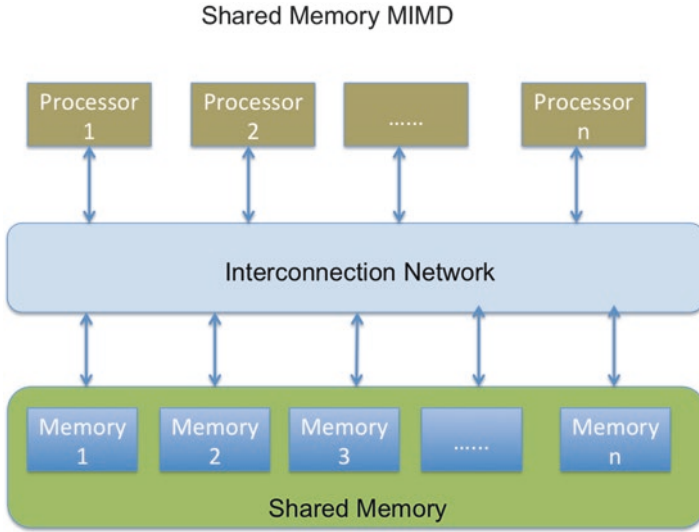 Shared Memory MIMD
Processor
1
Processor
2
......
Processor
n
Interconnection Network
Memory
1
Memory
2
Memory
3
......
Memory
n
Shared Memory